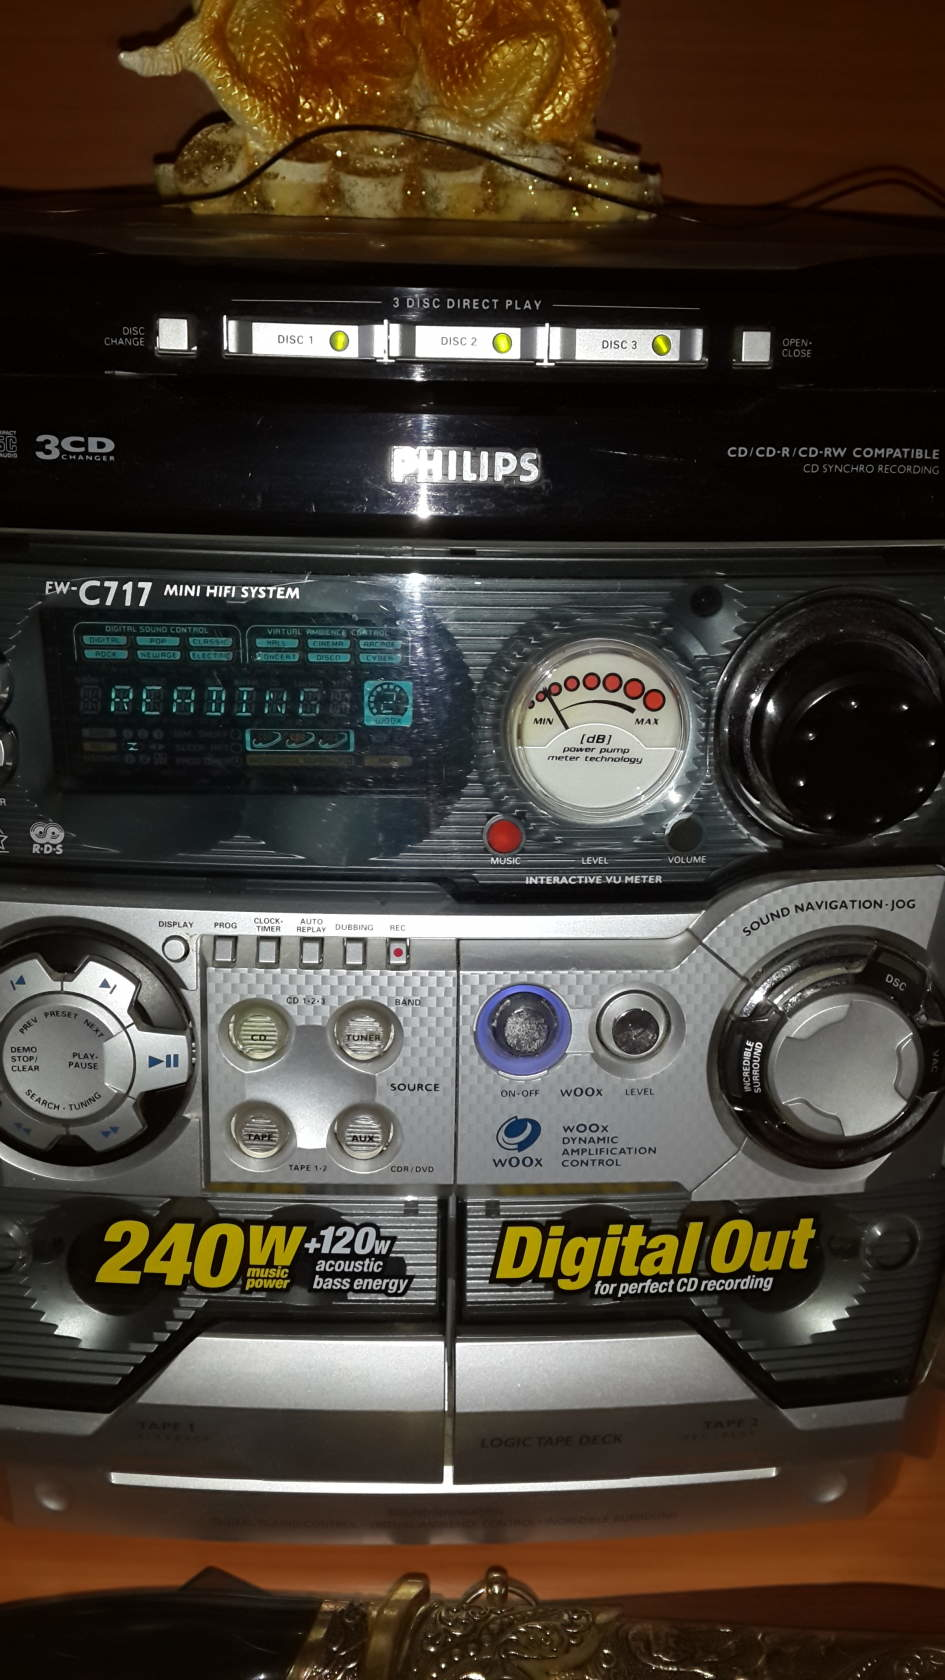 3 DISC DIRECT PLAY
DISC
CHANGE
DISC 1
DISC 2
DISC 3
OPEN•
CLOSE
3CD
CHANGER
PHILIPS
CD/CD-R/CD-RW COMPATIBLE
CD SYNCHRO RECORDING
FW-C717 MINI HIFI SYSTEM
DIGITAL SOUND CONTROL
VIRTUAL AMBIENCE CONTROL
DIGITAL POP CLASSIC
HALL CINEMA ARCADE
ROCK NEWAGE ELECTRIC
CONCERT DISCO CYBER
READING
WOOX
MIN
MAX
[dB]
power pump
meter technology
R·D·S
MUSIC LEVEL VOLUME
INTERACTIVE VU METER
SOUND NAVIGATION·JOG
DISPLAY
PROG
CLOCK•
TIMER
AUTO
REPLAY
DUBBING
REC
DSC
INCREDIBLE
SURROUND
VAC
PREV PRESET NEXT
DEMO
STOP/
CLEAR
PLAY•
PAUSE
SEARCH•TUNING
CD 1•2•3
BAND
CD
TUNER
SOURCE
TAPE
AUX
TAPE 1•2
CDR/DVD
ON-OFF wOOx LEVEL
wOOx
wOOx
DYNAMIC
AMPLIFICATION
CONTROL
240W
music
power
+120W
acoustic
bass energy
Digital Out
for perfect CD recording
TAPE 1
TAPE 2
LOGIC TAPE DECK